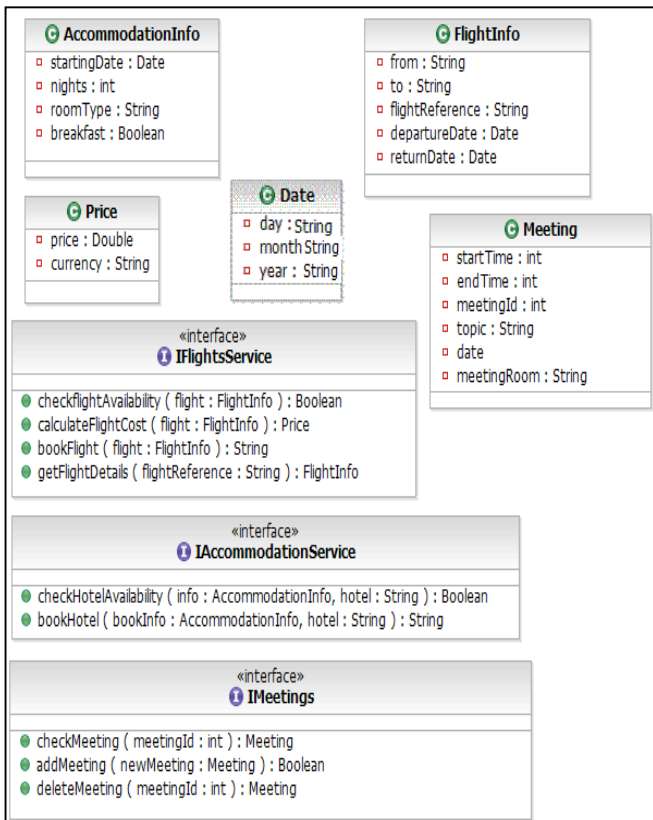 AccommodationInfo
startingDate : Date
nights : int
roomType : String
breakfast : Boolean
FlightInfo
from : String
to : String
flightReference : String
departureDate : Date
returnDate : Date
Price
price : Double
currency : String
Date
day : String
month String
year : String
Meeting
startTime : int
endTime : int
meetingId : int
topic : String
date
meetingRoom : String
«interface»
IFlightsService
checkflightAvailability ( flight : FlightInfo ) : Boolean
calculateFlightCost ( flight : FlightInfo ) : Price
bookFlight ( flight : FlightInfo ) : String
getFlightDetails ( flightReference : String ) : FlightInfo
«interface»
IAccommodationService
checkHotelAvailability ( info : AccommodationInfo, hotel : String ) : Boolean
bookHotel ( bookInfo : AccommodationInfo, hotel : String ) : String
«interface»
IMeetings
checkMeeting ( meetingId : int ) : Meeting
addMeeting ( newMeeting : Meeting ) : Boolean
deleteMeeting ( meetingId : int ) : Meeting